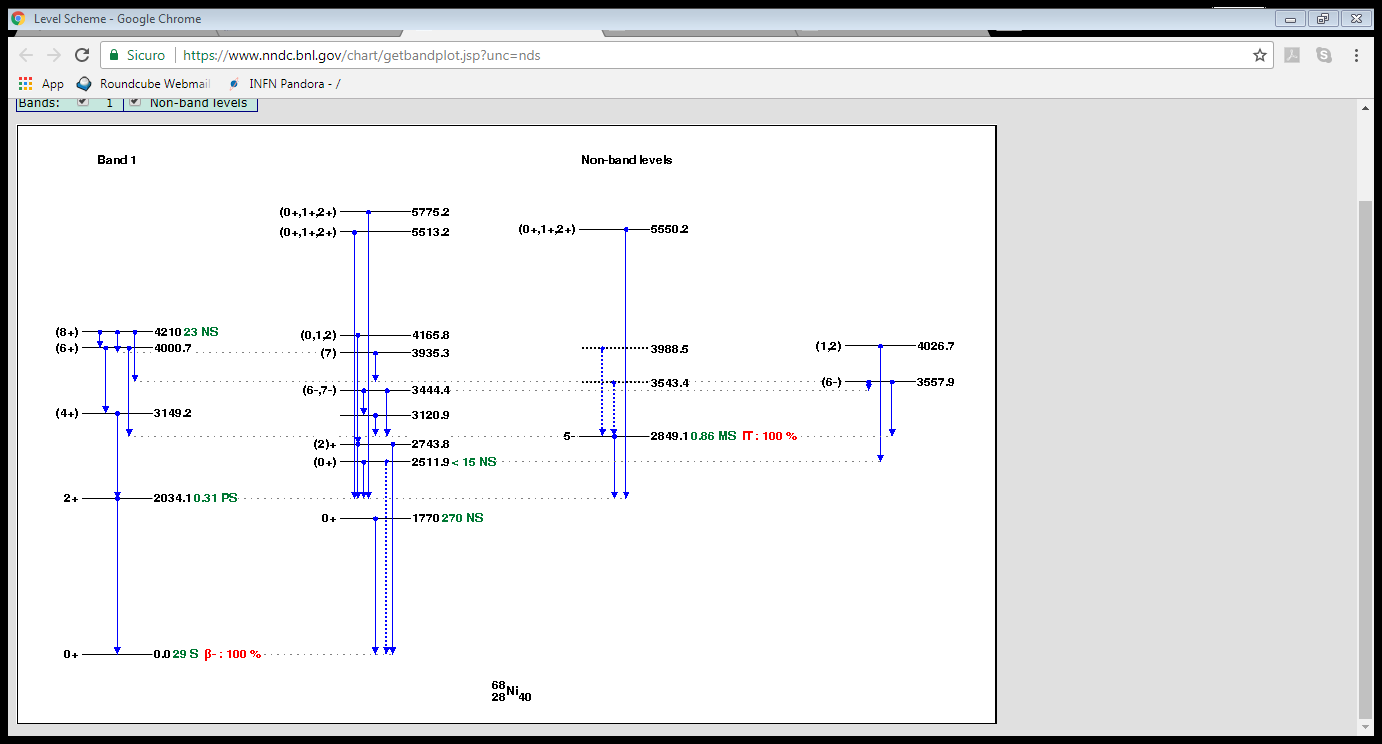 Level Scheme - Google Chrome
Sicuro https://www.nndc.bnl.gov/chart/getbandplot.jsp?unc=nds
App Roundcube Webmail INFN Pandora - /
Bands: 1 Non-band levels
Band 1 Non-band levels
(0+,1+,2+) 5775.2
(0+,1+,2+) 5550.2
(0+,1+,2+) 5513.2
(8+) 4210 23 NS
(0,1,2) 4165.8
(1,2) 4026.7
(6+) 4000.7
3988.5
(7) 3935.3
(6-) 3557.9
3543.4
(6-,7-) 3444.4
(4+) 3149.2
3120.9
5- 2849.1 0.86 MS IT : 100 %
(2)+ 2743.8
(0+) 2511.9 < 15 NS
2+ 2034.1 0.31 PS
0+ 1770 270 NS
0+ 0.0 29 S β- : 100 %
68
28 Ni 40